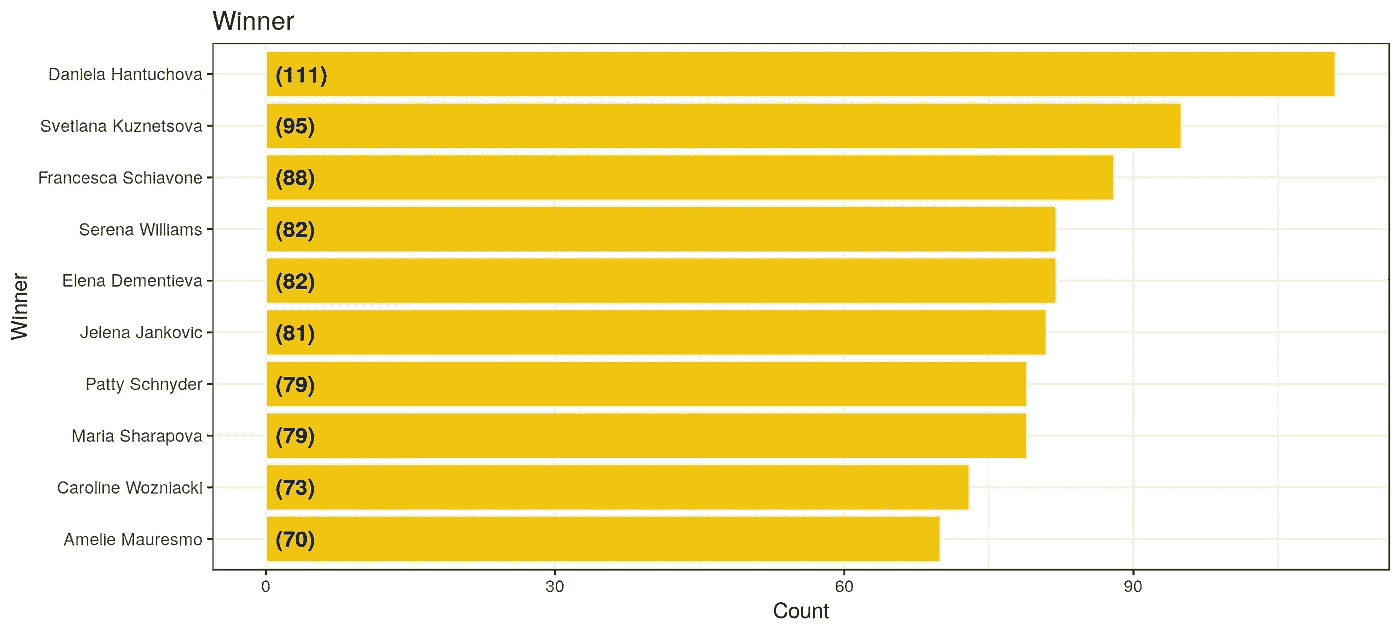 Winner
Daniela Hantuchova (111)
Svetlana Kuznetsova (95)
Francesca Schiavone (88)
Serena Williams (82)
Elena Dementieva (82)
Jelena Jankovic (81)
Patty Schnyder (79)
Maria Sharapova (79)
Caroline Wozniacki (73)
Amelie Mauresmo (70)
Winner
0 30 60 90
Count